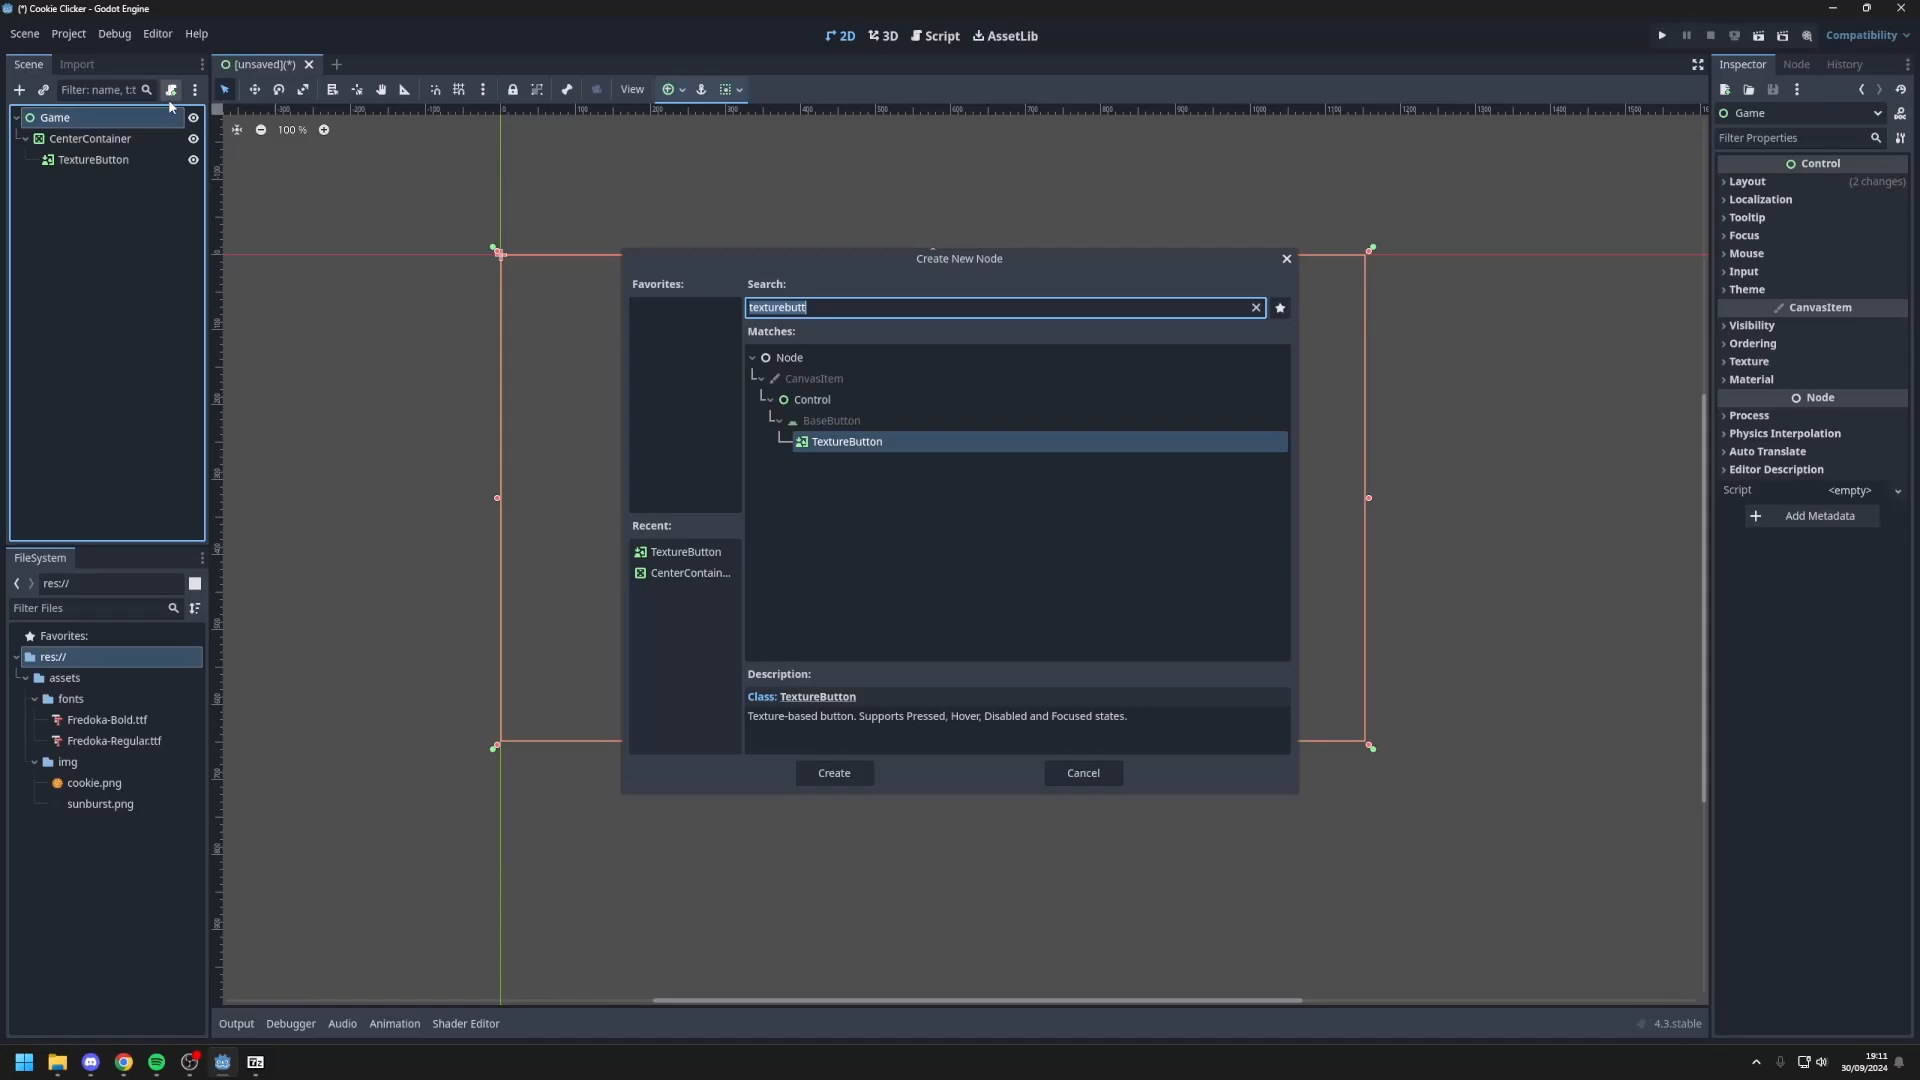 (*) Cookie Clicker - Godot Engine
Scene Project Debug Editor Help
2D 3D Script AssetLib
Compatibility
Scene Import
[unsaved](*)
Inspector Node History
Filter: name, t:t
View
Game
Game
CenterContainer
100 %
Filter Properties
TextureButton
Control
Layout (2 changes)
Localization
Tooltip
Focus
Mouse
Input
Theme
CanvasItem
Visibility
Ordering
Texture
Material
Node
Process
Physics Interpolation
Auto Translate
Editor Description
Script <empty>
Add Metadata
Create New Node
Favorites: Search:
texturebutt
Matches:
Node
CanvasItem
Control
BaseButton
TextureButton
Recent:
TextureButton
CenterContain...
Description:
Class: TextureButton
Texture-based button. Supports Pressed, Hover, Disabled and Focused states.
Create Cancel
FileSystem
res://
Filter Files
Favorites:
res://
assets
fonts
Fredoka-Bold.ttf
Fredoka-Regular.ttf
img
cookie.png
sunburst.png
Output Debugger Audio Animation Shader Editor
4.3.stable
19:11
30/09/2024